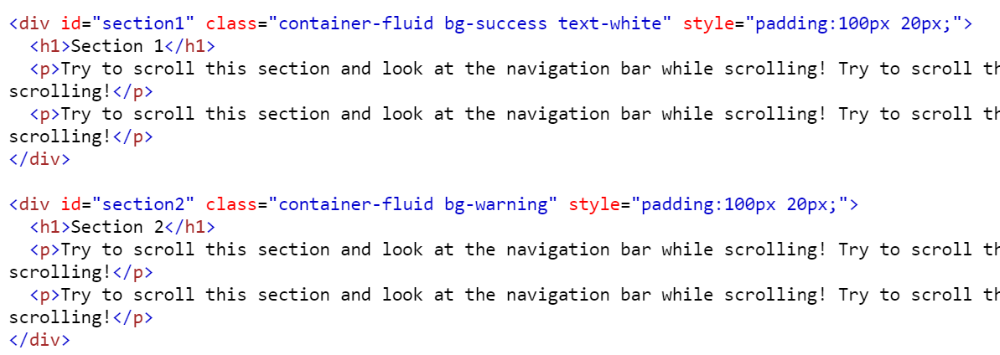 <div id="section1" class="container-fluid bg-success text-white" style="padding:100px 20px;">
  <h1>Section 1</h1>
  <p>Try to scroll this section and look at the navigation bar while scrolling! Try to scroll
scrolling!</p>
  <p>Try to scroll this section and look at the navigation bar while scrolling! Try to scroll
scrolling!</p>
</div>

<div id="section2" class="container-fluid bg-warning" style="padding:100px 20px;">
  <h1>Section 2</h1>
  <p>Try to scroll this section and look at the navigation bar while scrolling! Try to scroll
scrolling!</p>
  <p>Try to scroll this section and look at the navigation bar while scrolling! Try to scroll
scrolling!</p>
</div>